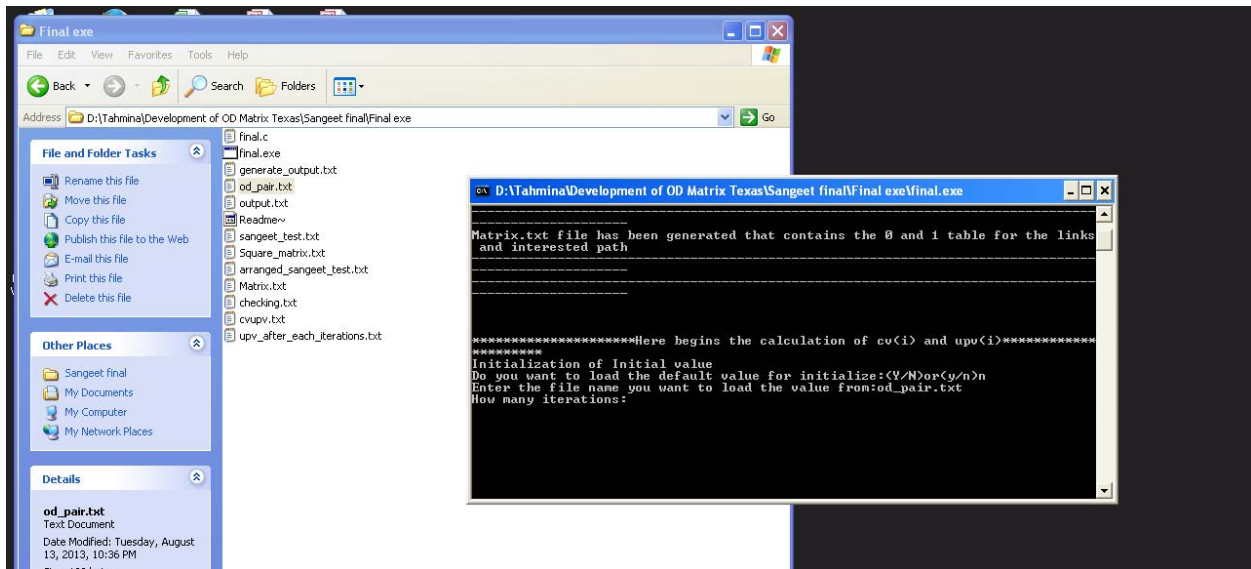 Final exe
File Edit View Favorites Tools Help
Back Search Folders
Address D:\Tahmina\Development of OD Matrix Texas\Sangeet final\Final exe Go
File and Folder Tasks
Rename this file
Move this file
Copy this file
Publish this file to the Web
E-mail this file
Print this file
Delete this file
Other Places
Sangeet final
My Documents
My Computer
My Network Places
Details
od_pair.txt
Text Document
Date Modified: Tuesday, August
13, 2013, 10:36 PM
final.c
final.exe
generate_output.txt
od_pair.txt
output.txt
Readme~
sangeet_test.txt
Square_matrix.txt
arranged_sangeet_test.txt
Matrix.txt
checking.txt
cvupv.txt
upv_after_each_iterations.txt
D:\Tahmina\Development of OD Matrix Texas\Sangeet final\Final exe\final.exe
Matrix.txt file has been generated that contains the 0 and 1 table for the links
and interested path
***********************Here begins the calculation of cv(i) and upv(i)*************
**********
Initialization of Initial value
Do you want to load the default value for initialize:(Y/N)or(y/n)n
Enter the file name you want to load the value from:od_pair.txt
How many iterations: